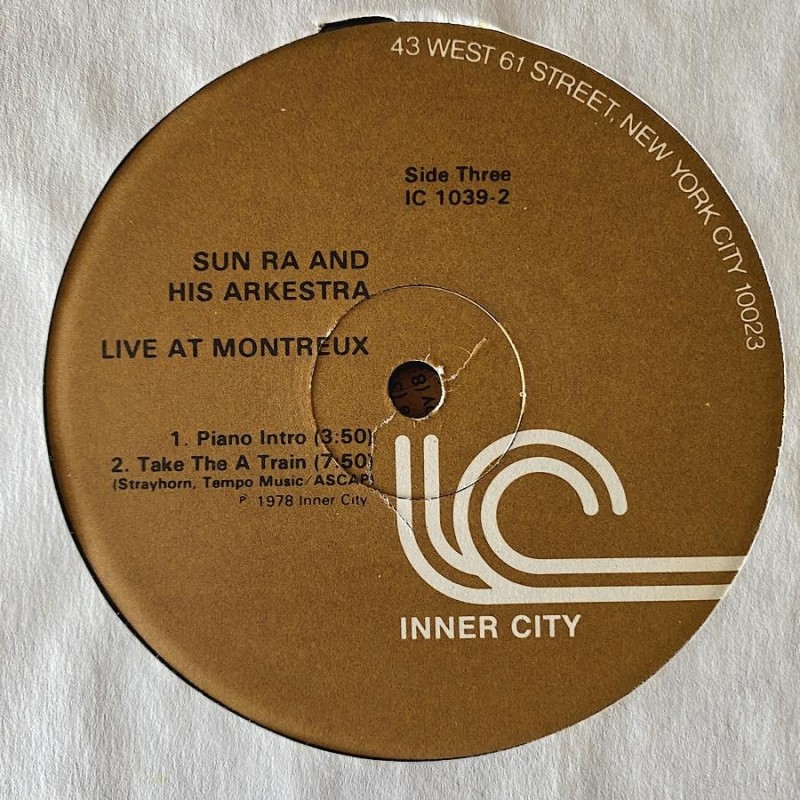 43 WEST 61 STREET, NEW YORK CITY 10023
Side Three
IC 1039-2
SUN RA AND
HIS ARKESTRA
LIVE AT MONTREUX
1. Piano Intro (3:50)
2. Take The A Train (7:50)
(Strayhorn, Tempo Music/ASCAP)
℗ 1978 Inner City
INNER CITY